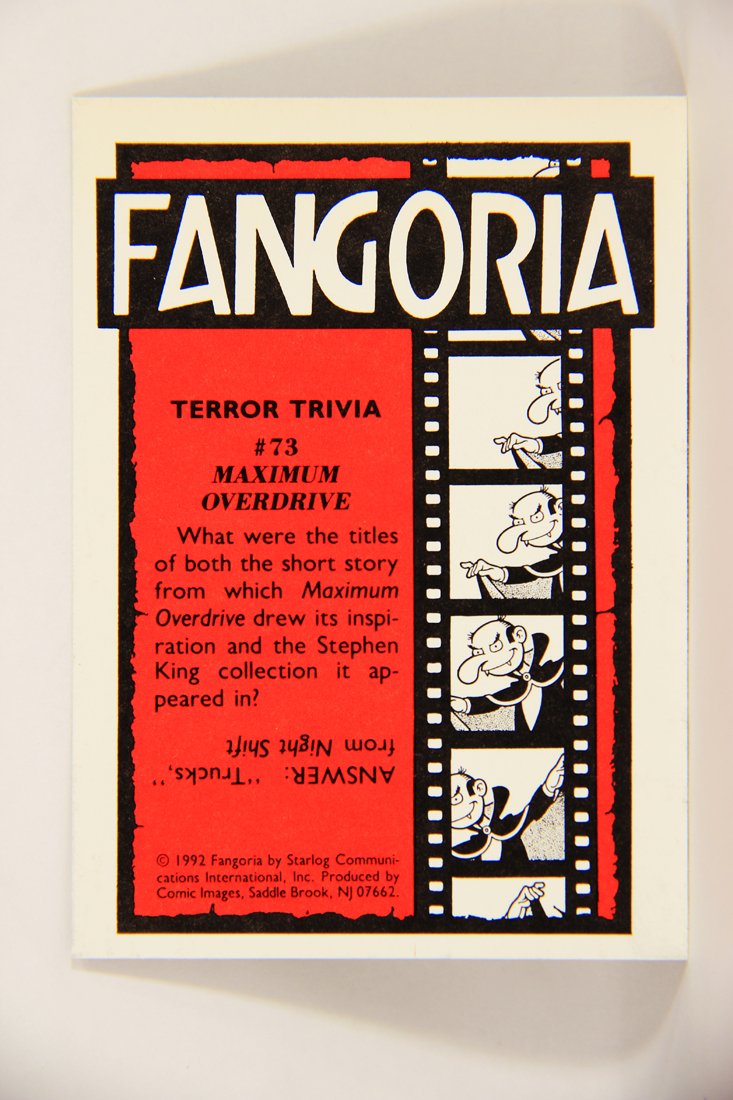 FANGORIA
TERROR TRIVIA
#73
MAXIMUM
OVERDRIVE
What were the titles
of both the short story
from which Maximum
Overdrive drew its inspi-
ration and the Stephen
King collection it ap-
peared in?
ANSWER: "Trucks,"
from Night Shift
© 1992 Fangoria by Starlog Communi-
cations International, Inc. Produced by
Comic Images, Saddle Brook, NJ 07662.